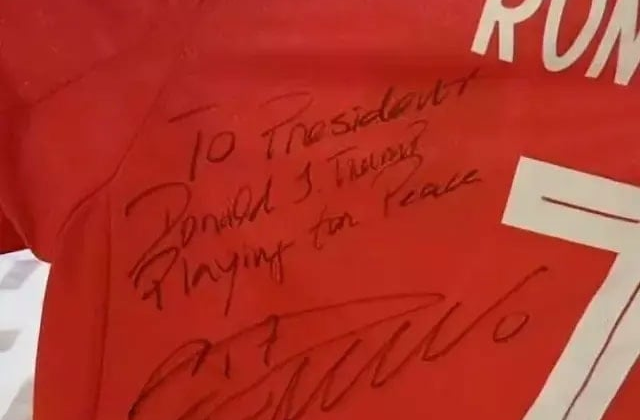 RON
To President
Donald J. Trump
Playing for Peace
7